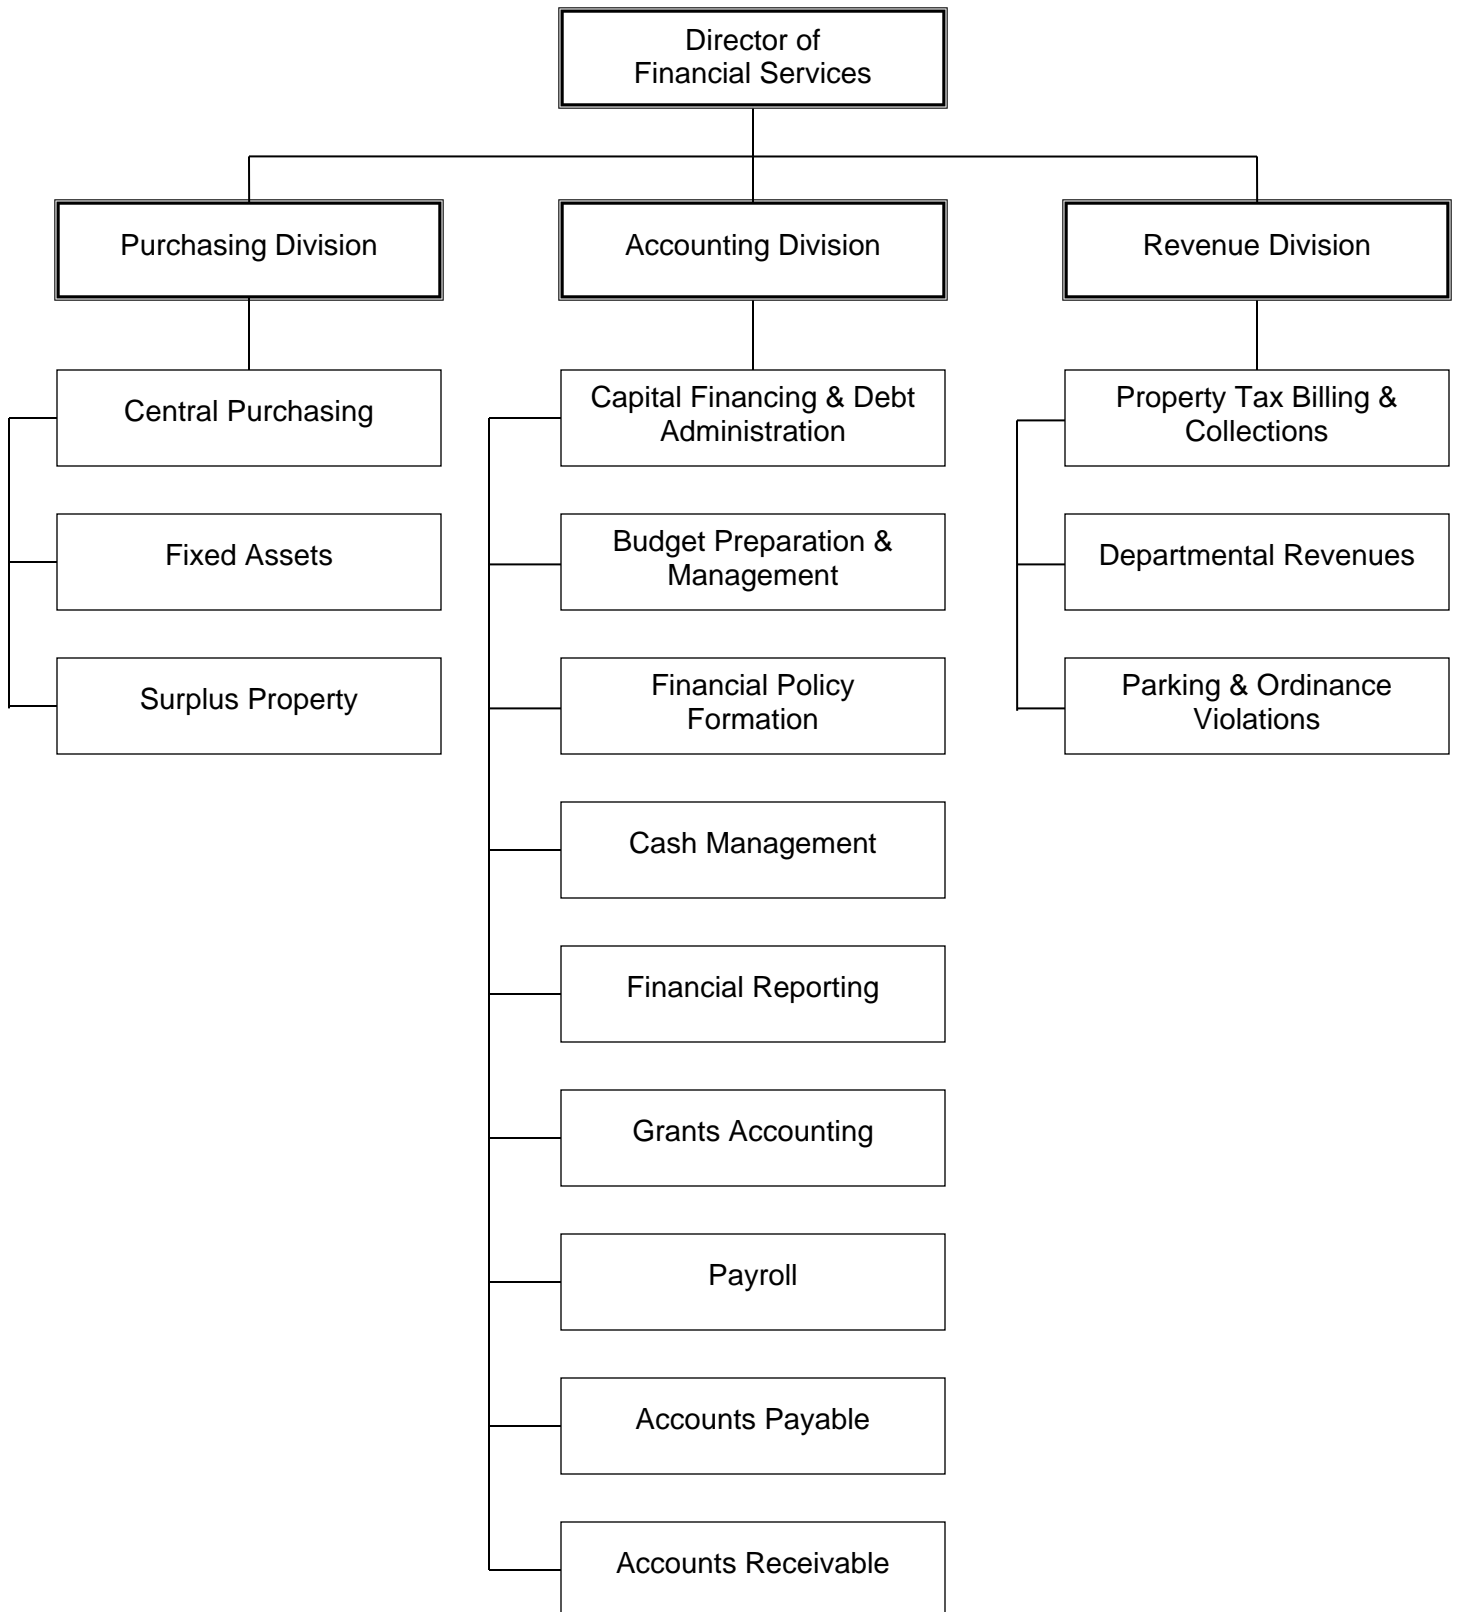 Director of
Financial Services
Purchasing Division
Accounting Division
Revenue Division
Central Purchasing
Fixed Assets
Surplus Property
Capital Financing & Debt
Administration
Budget Preparation &
Management
Financial Policy
Formation
Cash Management
Financial Reporting
Grants Accounting
Payroll
Accounts Payable
Accounts Receivable
Property Tax Billing &
Collections
Departmental Revenues
Parking & Ordinance
Violations